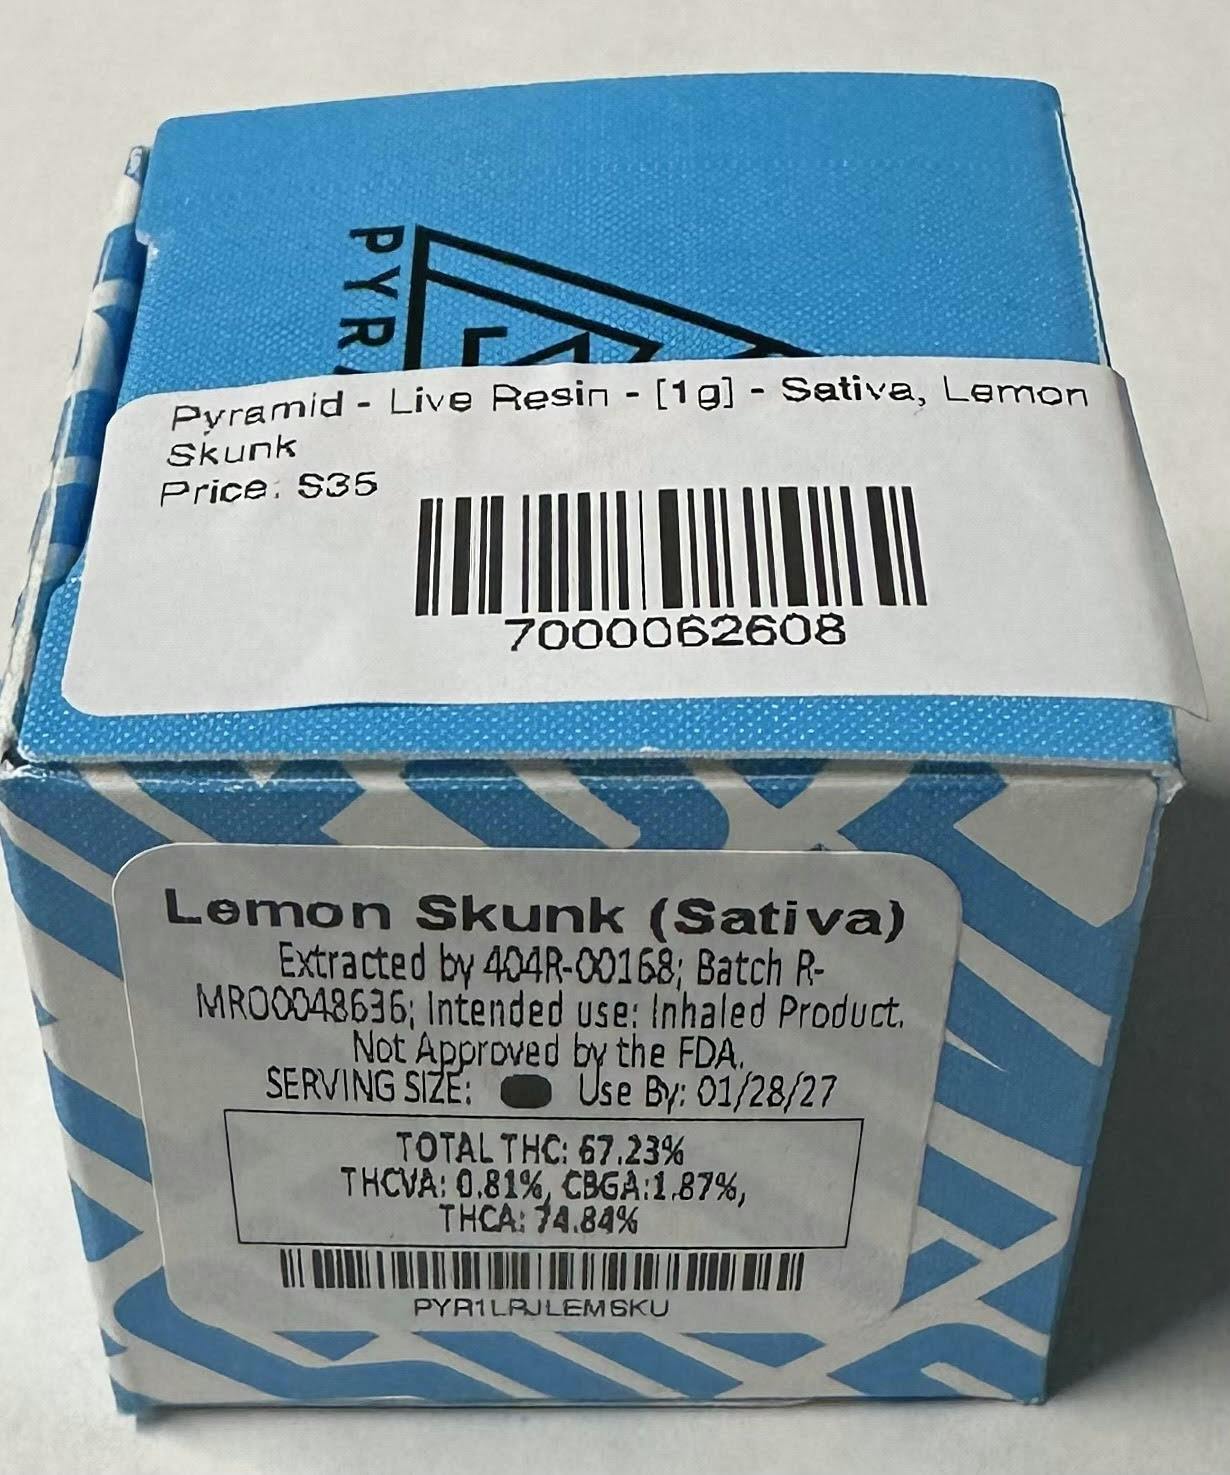 PYRA
Pyramid - Live Resin - [1g] - Sativa, Lemon
Skunk
Price: $35
7000062608
Lemon Skunk (Sativa)
Extracted by 404R-00168; Batch R-
MRO0048636; Intended use: Inhaled Product.
Not Approved by the FDA.
SERVING SIZE: Use By: 01/28/27
TOTAL THC: 67.23%
THCVA: 0.81%, CBGA:1.87%,
THCA: 74.84%
PYR1LRJLEMSKU